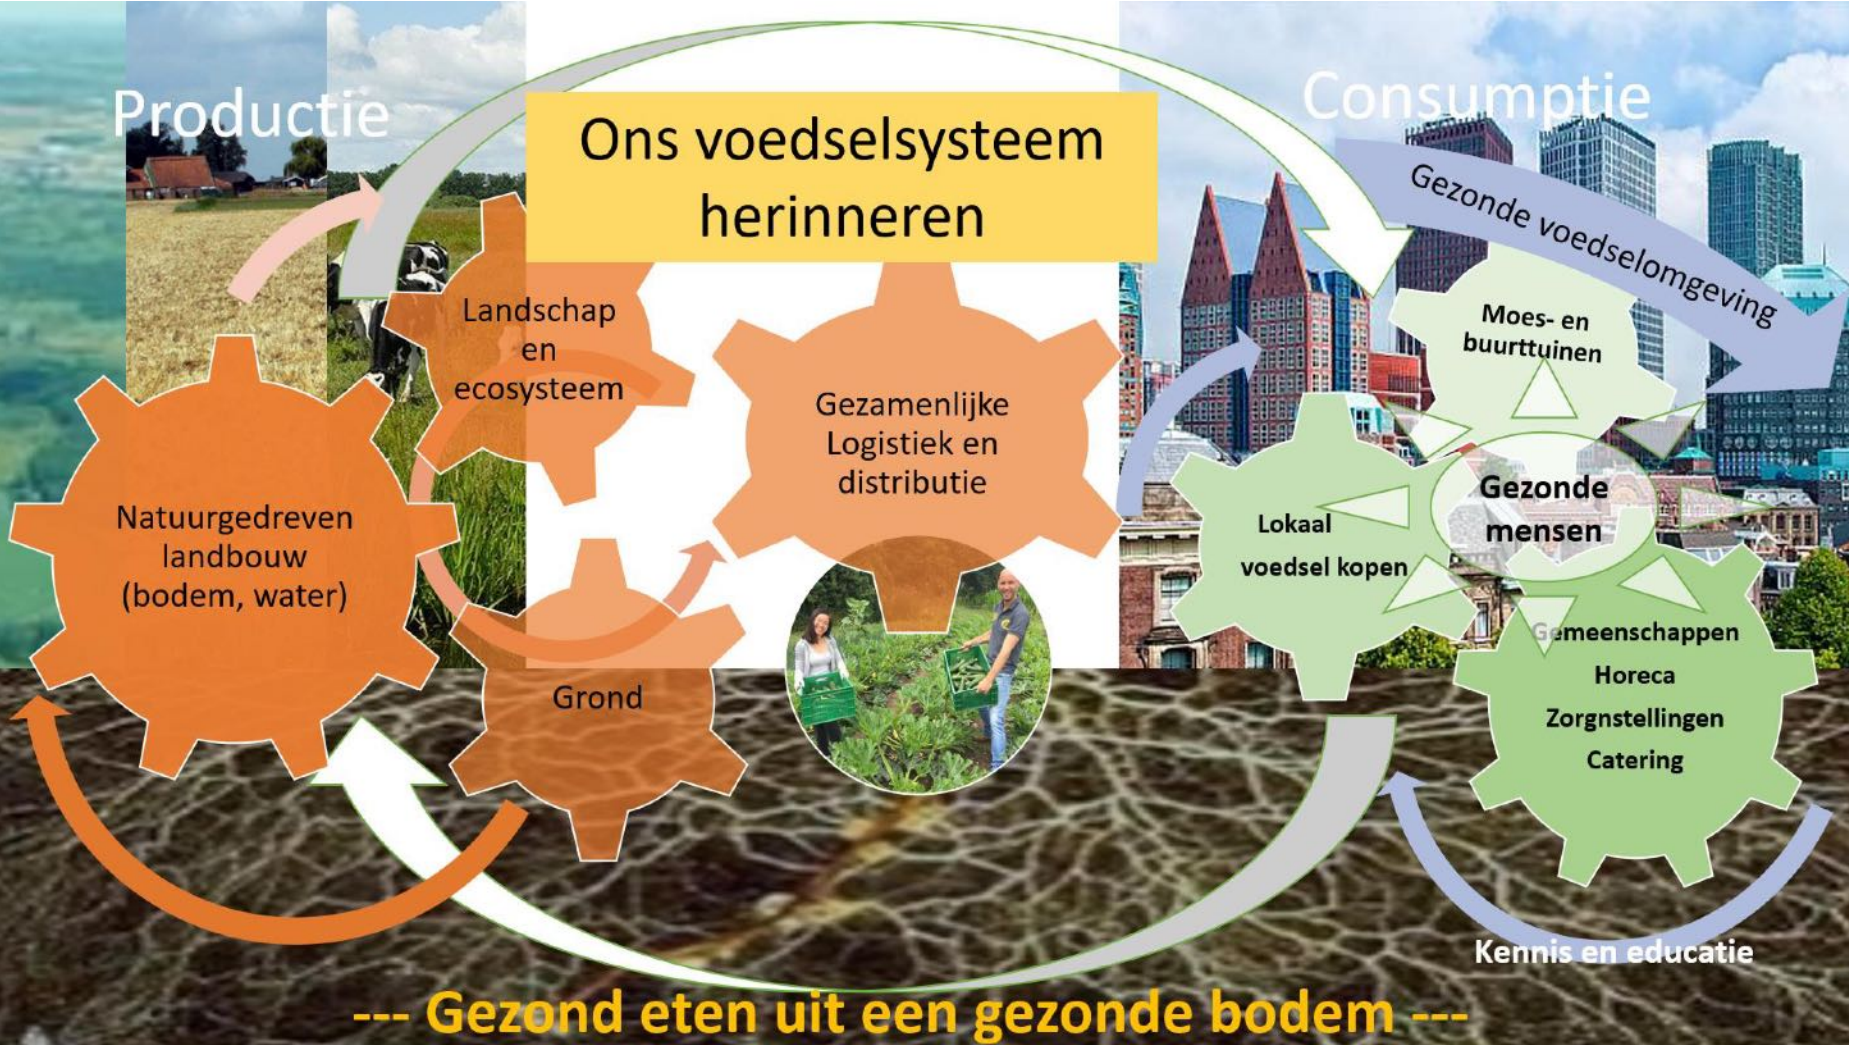 Productie
Consumptie
Ons voedselsysteem
herinneren
Gezonde voedselomgeving
Landschap
en
ecosysteem
Moes- en
buurttuinen
Gezamenlijke
Logistiek en
distributie
Natuurgedreven
landbouw
(bodem, water)
Gezonde
mensen
Lokaal
voedsel kopen
Grond
Gemeenschappen
Horeca
Zorgnstellingen
Catering
Kennis en educatie
--- Gezond eten uit een gezonde bodem ---